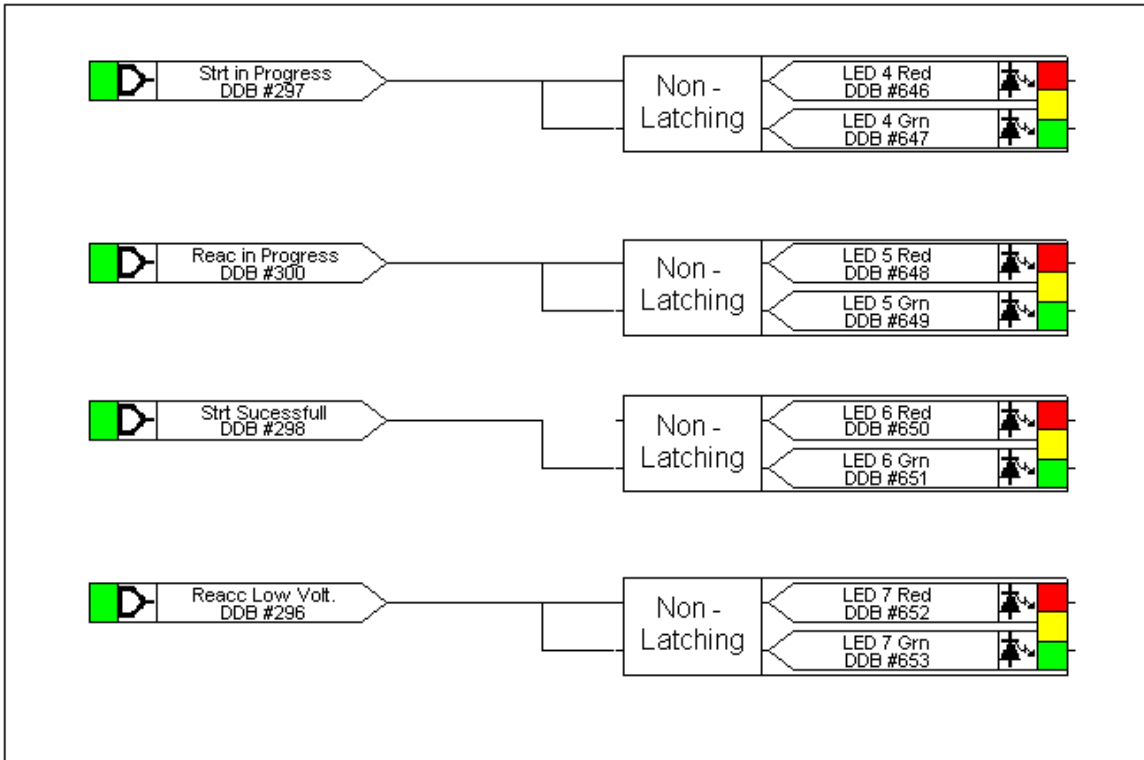 Strt in Progress
DDB #297
Non -
Latching
LED 4 Red
DDB #646
LED 4 Grn
DDB #647
Reac in Progress
DDB #300
Non -
Latching
LED 5 Red
DDB #648
LED 5 Grn
DDB #649
Strt Sucessfull
DDB #298
Non -
Latching
LED 6 Red
DDB #650
LED 6 Grn
DDB #651
Reacc Low Volt.
DDB #296
Non -
Latching
LED 7 Red
DDB #652
LED 7 Grn
DDB #653